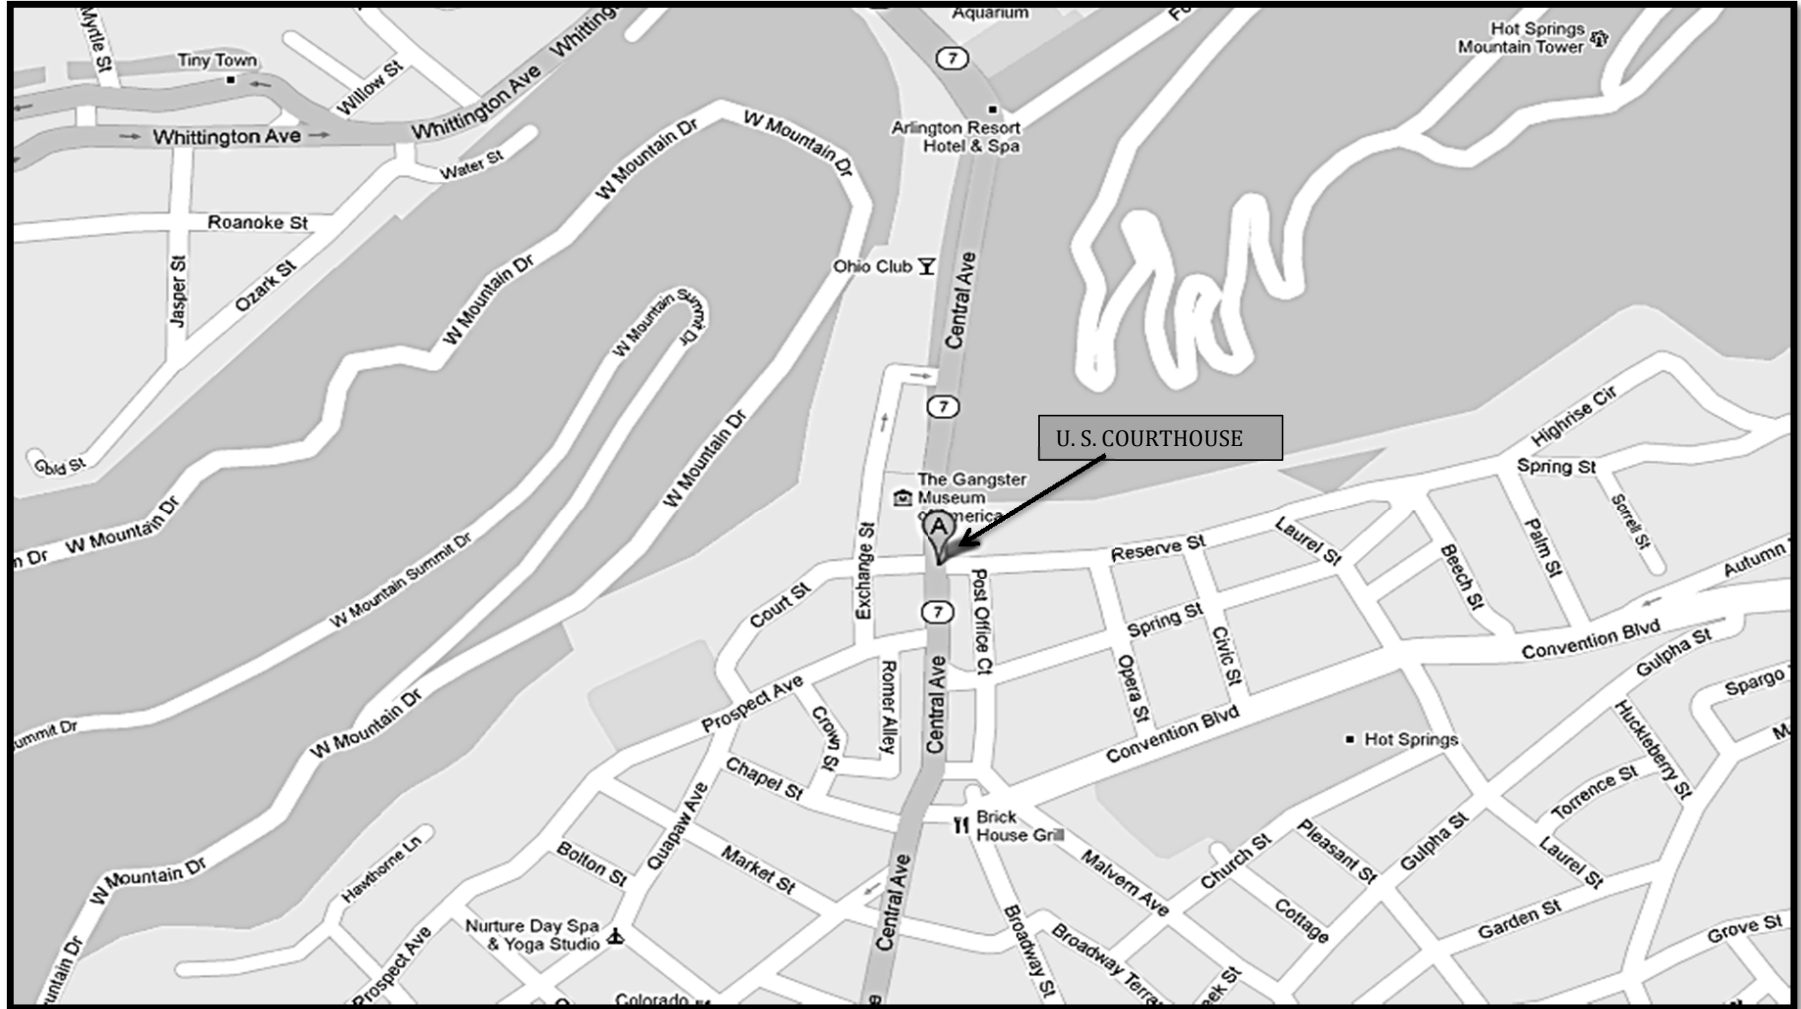 Aquarium
7
Hot Springs
Mountain Tower
Myrtle St
Tiny Town
Willow St
Whittington Ave
Whittington Ave
Water St
W Mountain Dr
W Mountain Dr
Arlington Resort
Hotel & Spa
Roanoke St
Jasper St
Ozark St
W Mountain Dr
Ohio Club
Central Ave
W Mountain Summit Dr
7
Gold St
W Mountain Dr
W Mountain Dr
U. S. COURTHOUSE
Highrise Cir
Spring St
Sorrell St
The Gangster
Museum
of America
A
Exchange St
Reserve St
Laurel St
Palm St
Beech St
Autumn
W Mountain Summit Dr
Court St
Post Office Ct
7
Spring St
Civic St
Opera St
Convention Blvd
Gulpha St
Spargo
Summit Dr
W Mountain Dr
Prospect Ave
Crown St
Romer Alley
Central Ave
Convention Blvd
Hot Springs
Huckleberry St
Torrence St
Chapel St
Quapaw Ave
Brick
House Grill
W Mountain Dr
Hawthorne Ln
Bolton St
Market St
Central Ave
Malvern Ave
Church St
Pleasant St
Gulpha St
Laurel St
Cottage
Garden St
Grove St
Nurture Day Spa
& Yoga Studio
Prospect Ave
Broadway St
Broadway Terra
Colorado